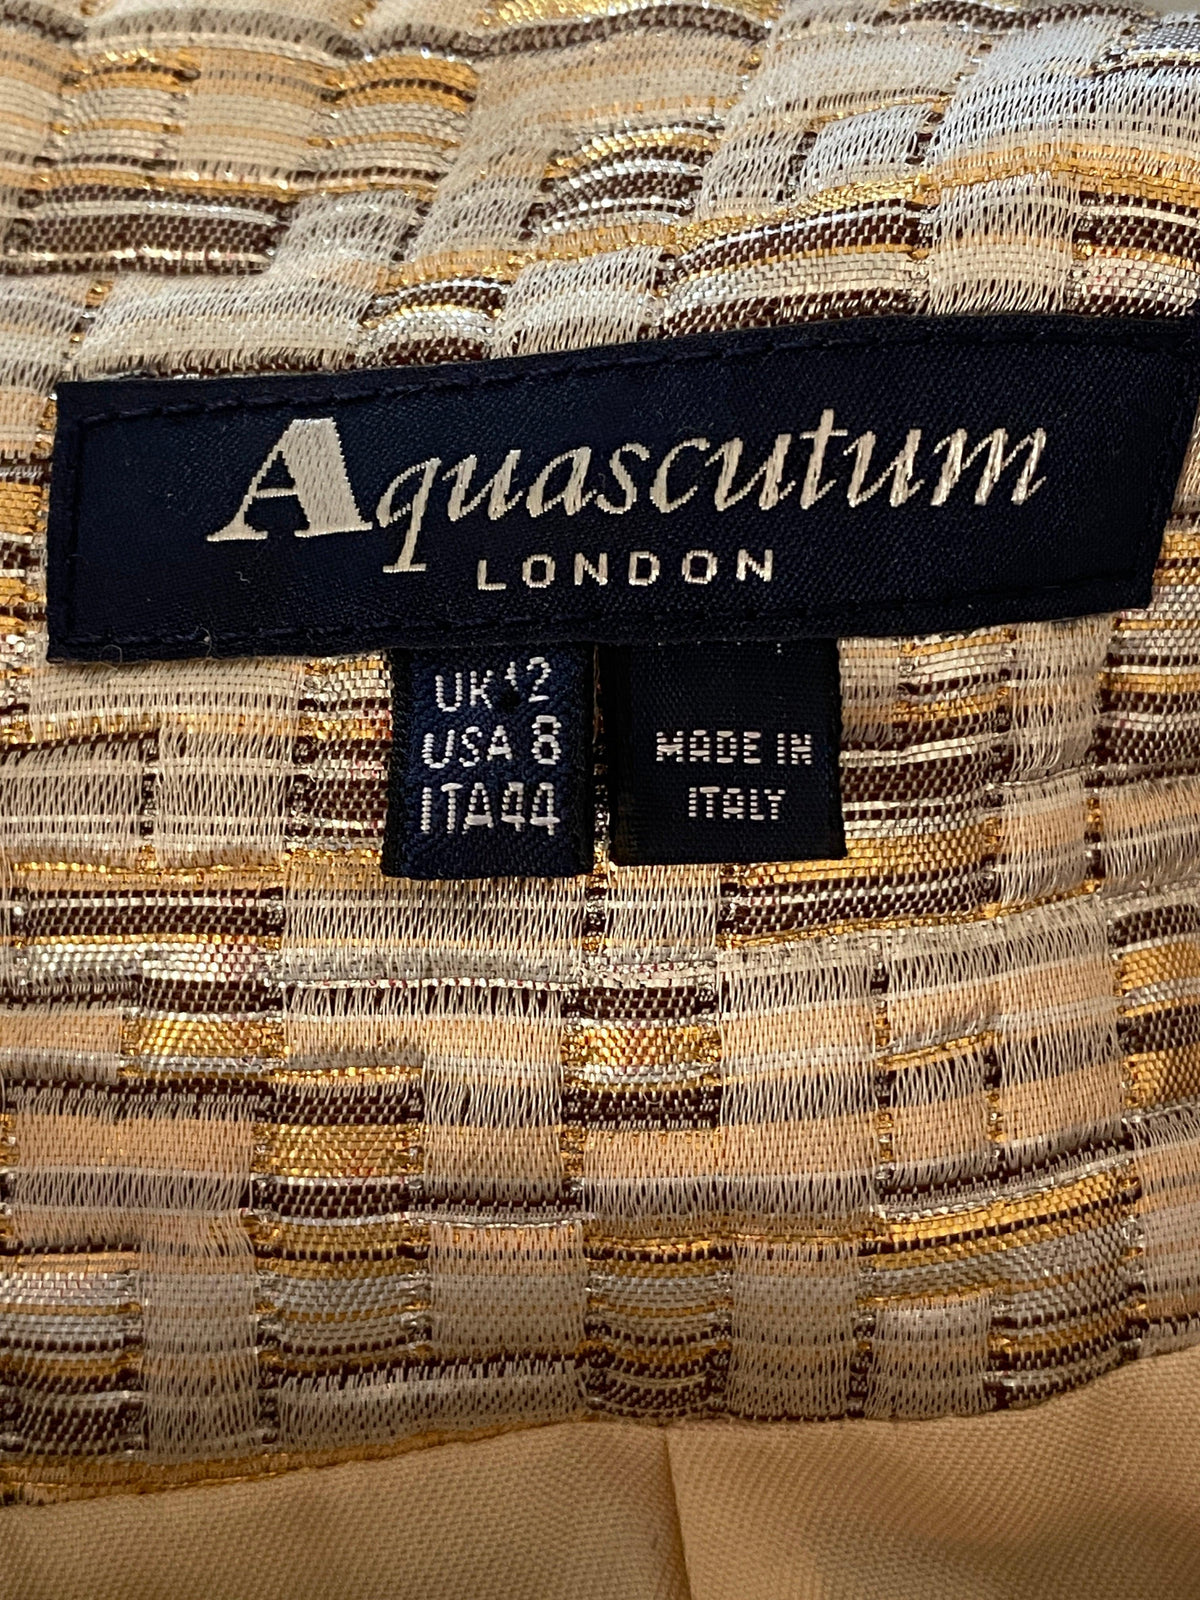 Aquascutum
LONDON
UK 12
USA 8
ITA44
MADE IN
ITALY